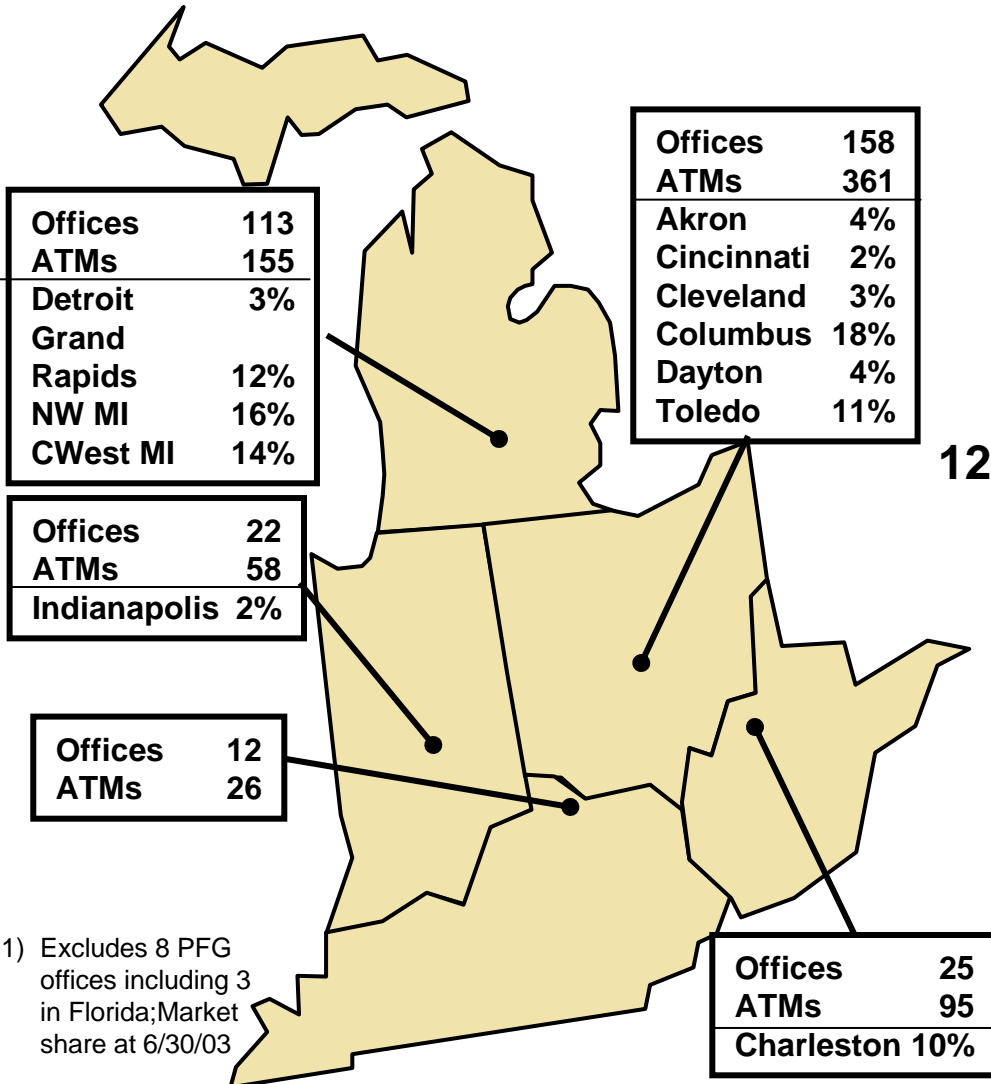 Offices 158
ATMs 361
Akron 4%
Cincinnati 2%
Cleveland 3%
Columbus 18%
Dayton 4%
Toledo 11%
Offices 113
ATMs 155
Detroit 3%
Grand
Rapids 12%
NW MI 16%
CWest MI 14%
12
Offices 22
ATMs 58
Indianapolis 2%
Offices 12
ATMs 26
1) Excludes 8 PFG
offices including 3
in Florida;Market
share at 6/30/03
Offices 25
ATMs 95
Charleston 10%